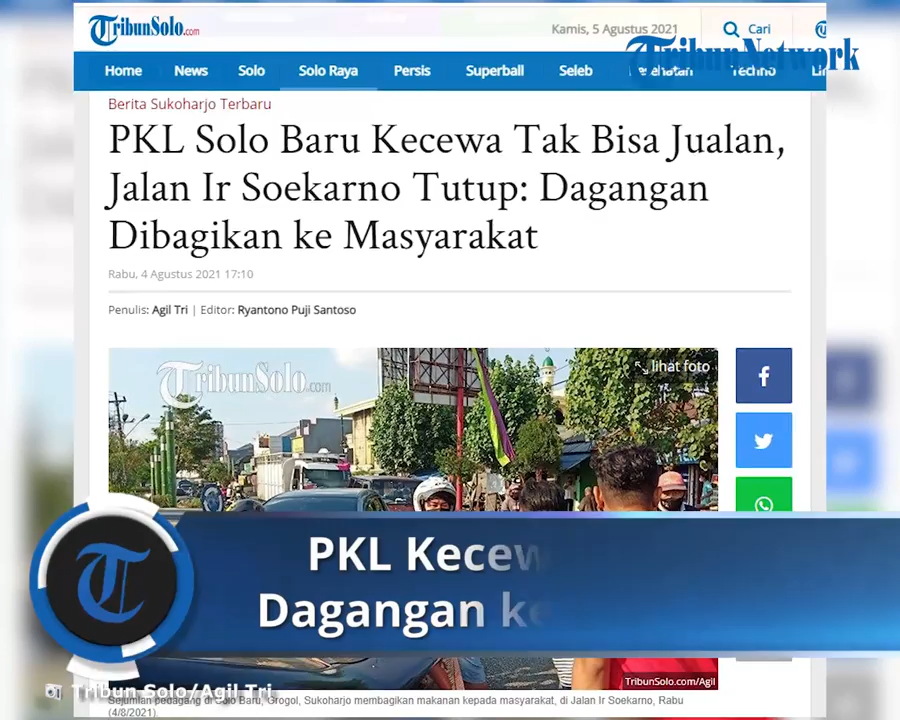 TribunSolo.com
Kamis, 5 Agustus 2021
Cari
TribunNetwork
Home News Solo Solo Raya Persis Superball Seleb Kesehatan Techno
Berita Sukoharjo Terbaru
PKL Solo Baru Kecewa Tak Bisa Jualan,
Jalan Ir Soekarno Tutup: Dagangan
Dibagikan ke Masyarakat
Rabu, 4 Agustus 2021 17:10
Penulis: Agil Tri | Editor: Ryantono Puji Santoso
TribunSolo.com
lihat foto
PKL Kecew
Dagangan ke
TribunSolo.com/Agil
Tribun Solo/Agil Tri
Sejumlah pedagang di Solo Baru, Grogol, Sukoharjo membagikan makanan kepada masyarakat, di Jalan Ir Soekarno, Rabu
(4/8/2021).